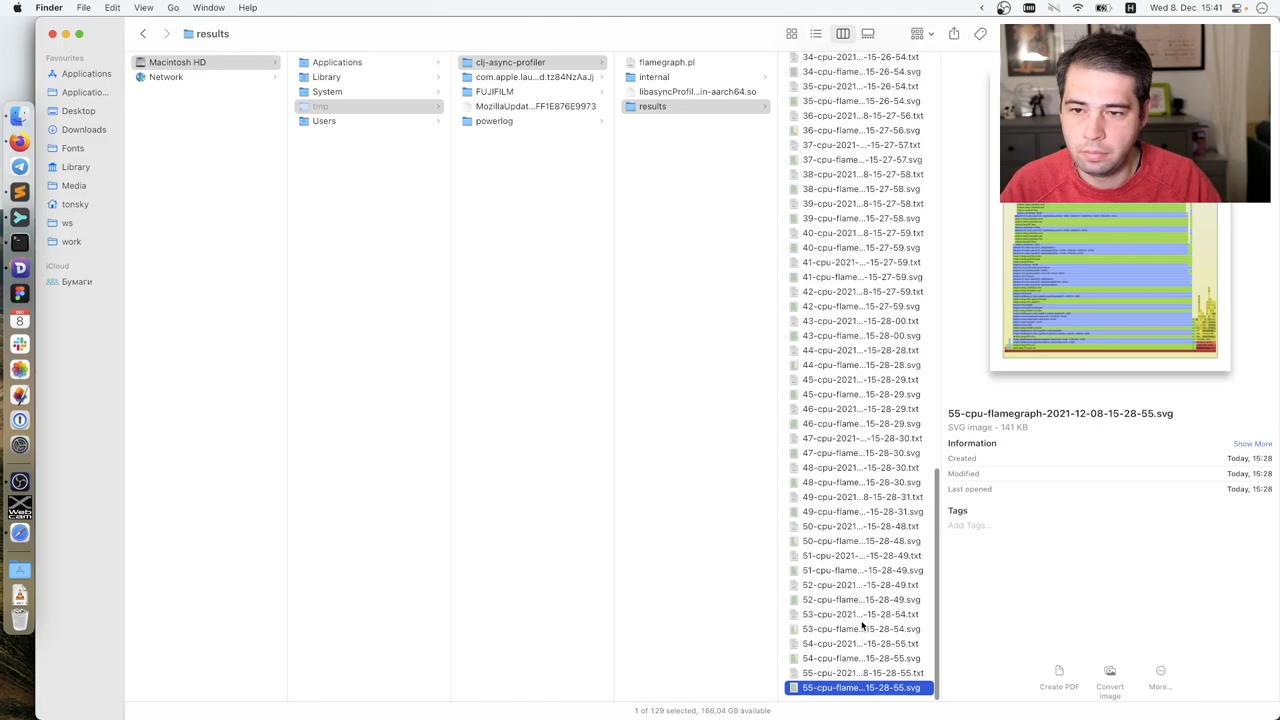 Finder File Edit View Go Window Help
Wed 8. Dec 15:41
results
Favourites
Applications
Applicatio...
Desktop
Downloads
Fonts
Library
Media
tonsky
ws
work
iCloud
Бумаги
Macintosh HD
Network
Applications
Library
System
tmp
Users
clj-async-profiler
com.apple.lau...d.tz84NzAaJj
FUJIFILM
MozillaUpdat...FF1E876E9973
powerlog
flamegraph.pl
internal
libasyncProfil...in-aarch64.so
results
34-cpu-2021...-15-26-54.txt
34-cpu-flame...15-26-54.svg
35-cpu-2021...-15-26-54.txt
35-cpu-flame...15-26-54.svg
36-cpu-2021...8-15-27-56.txt
36-cpu-flame...15-27-56.svg
37-cpu-2021-...-15-27-57.txt
37-cpu-flame...-15-27-57.svg
38-cpu-2021...8-15-27-58.txt
38-cpu-flame...15-27-58.svg
39-cpu-2021...8-15-27-58.txt
39-cpu-flame...15-27-58.svg
40-cpu-2021...-15-27-59.txt
40-cpu-flame...15-27-59.svg
41-cpu-2021-...-15-27-59.txt
41-cpu-flame...-15-27-59.svg
42-cpu-2021...8-15-27-59.txt
42-cpu-flame...15-27-59.svg
43-cpu-2021...-15-28-00.txt
43-cpu-flame...15-28-00.svg
44-cpu-2021...-15-28-28.txt
44-cpu-flame...15-28-28.svg
45-cpu-2021...-15-28-29.txt
45-cpu-flame...15-28-29.svg
46-cpu-2021...-15-28-29.txt
46-cpu-flame...15-28-29.svg
47-cpu-2021-...-15-28-30.txt
47-cpu-flame...15-28-30.svg
48-cpu-2021...-15-28-30.txt
48-cpu-flame...15-28-30.svg
49-cpu-2021...8-15-28-31.txt
49-cpu-flame...-15-28-31.svg
50-cpu-2021...-15-28-48.txt
50-cpu-flame...15-28-48.svg
51-cpu-2021-...-15-28-49.txt
51-cpu-flame...-15-28-49.svg
52-cpu-2021...-15-28-49.txt
52-cpu-flame...15-28-49.svg
53-cpu-2021...-15-28-54.txt
53-cpu-flame...15-28-54.svg
54-cpu-2021...-15-28-55.txt
54-cpu-flame...15-28-55.svg
55-cpu-2021...8-15-28-55.txt
55-cpu-flame...15-28-55.svg
55-cpu-flamegraph-2021-12-08-15-28-55.svg
SVG image - 141 KB
Information Show More
Created Today, 15:28
Modified Today, 15:28
Last opened Today, 15:28
Tags
Add Tags...
Create PDF
Convert
image
More...
1 of 129 selected, 166,04 GB available
DEC
8
Web
cam